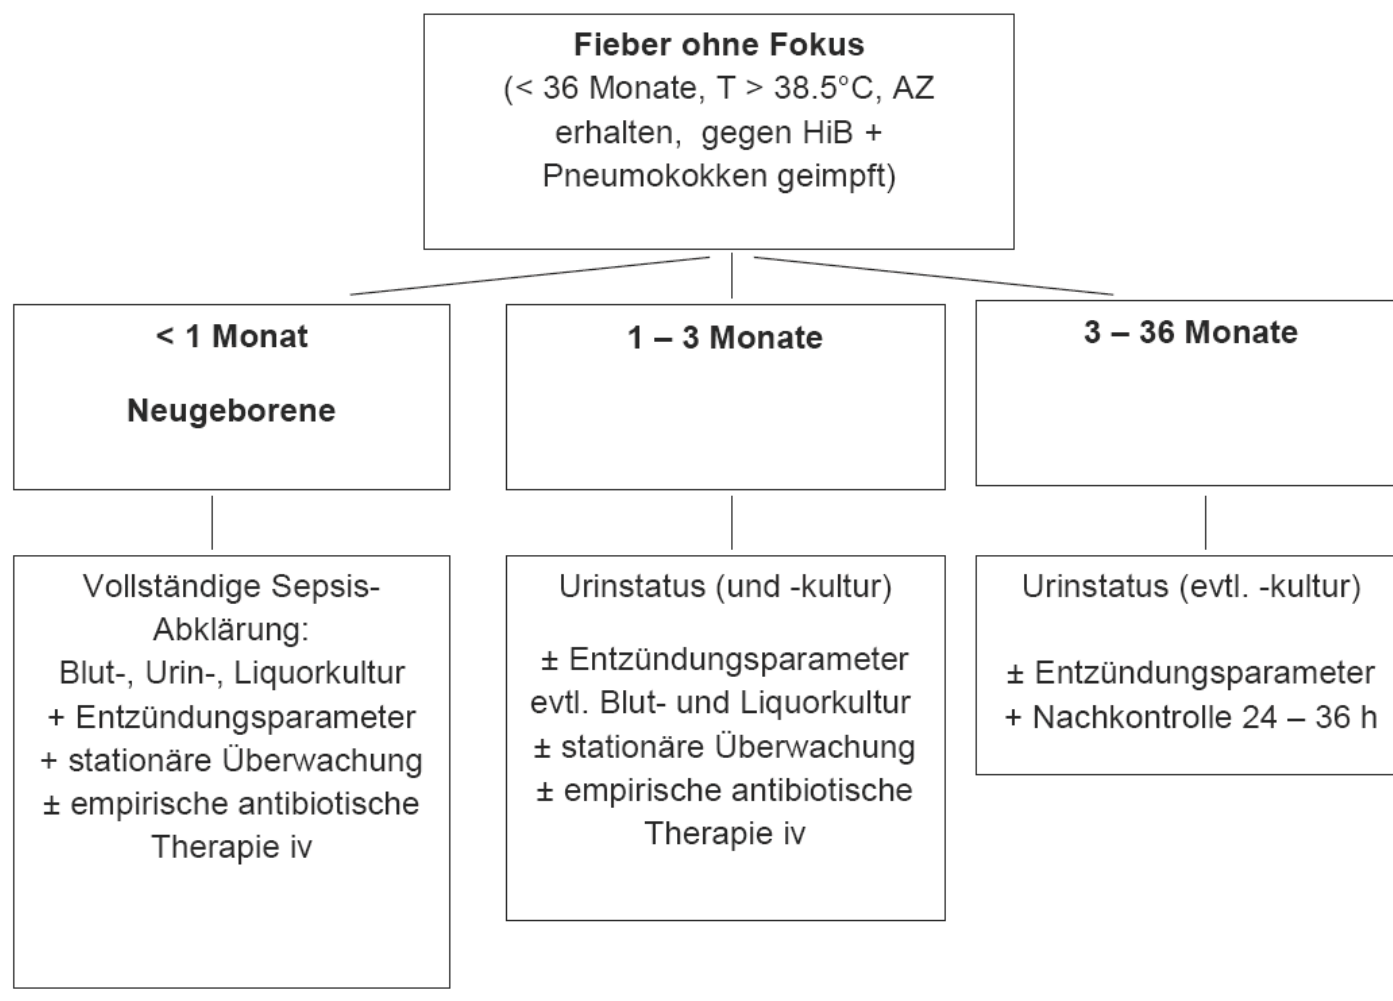 Fieber ohne Fokus
(< 36 Monate, T > 38.5°C, AZ
erhalten, gegen HiB +
Pneumokokken geimpft)
< 1 Monat
Neugeborene
1 – 3 Monate
3 – 36 Monate
Vollständige Sepsis-
Abklärung:
Blut-, Urin-, Liquorkultur
+ Entzündungsparameter
+ stationäre Überwachung
± empirische antibiotische
Therapie iv
Urinstatus (und -kultur)
± Entzündungsparameter
evtl. Blut- und Liquorkultur
± stationäre Überwachung
± empirische antibiotische
Therapie iv
Urinstatus (evtl. -kultur)
± Entzündungsparameter
+ Nachkontrolle 24 – 36 h